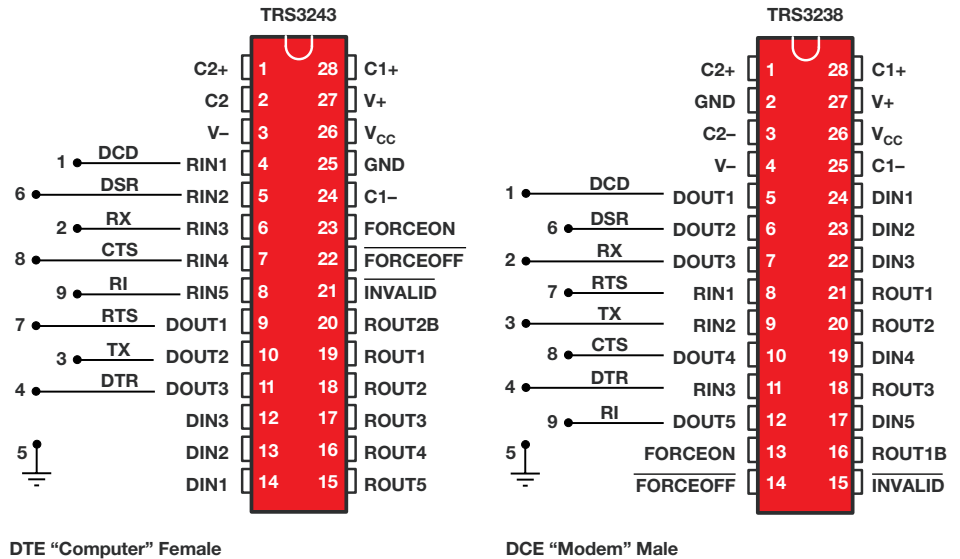 TRS3243
C2+ 1 28 C1+
C2 2 27 V+
V– 3 26 VCC
1 DCD RIN1 4 25 GND
6 DSR RIN2 5 24 C1–
2 RX RIN3 6 23 FORCEON
8 CTS RIN4 7 22 FORCEOFF
9 RI RIN5 8 21 INVALID
7 RTS DOUT1 9 20 ROUT2B
3 TX DOUT2 10 19 ROUT1
4 DTR DOUT3 11 18 ROUT2
DIN3 12 17 ROUT3
5 DIN2 13 16 ROUT4
DIN1 14 15 ROUT5
DTE “Computer” Female
TRS3238
C2+ 1 28 C1+
GND 2 27 V+
C2– 3 26 VCC
V– 4 25 C1–
1 DCD DOUT1 5 24 DIN1
6 DSR DOUT2 6 23 DIN2
2 RX DOUT3 7 22 DIN3
7 RTS RIN1 8 21 ROUT1
3 TX RIN2 9 20 ROUT2
8 CTS DOUT4 10 19 DIN4
4 DTR RIN3 11 18 ROUT3
9 RI DOUT5 12 17 DIN5
5 FORCEON 13 16 ROUT1B
FORCEOFF 14 15 INVALID
DCE “Modem” Male